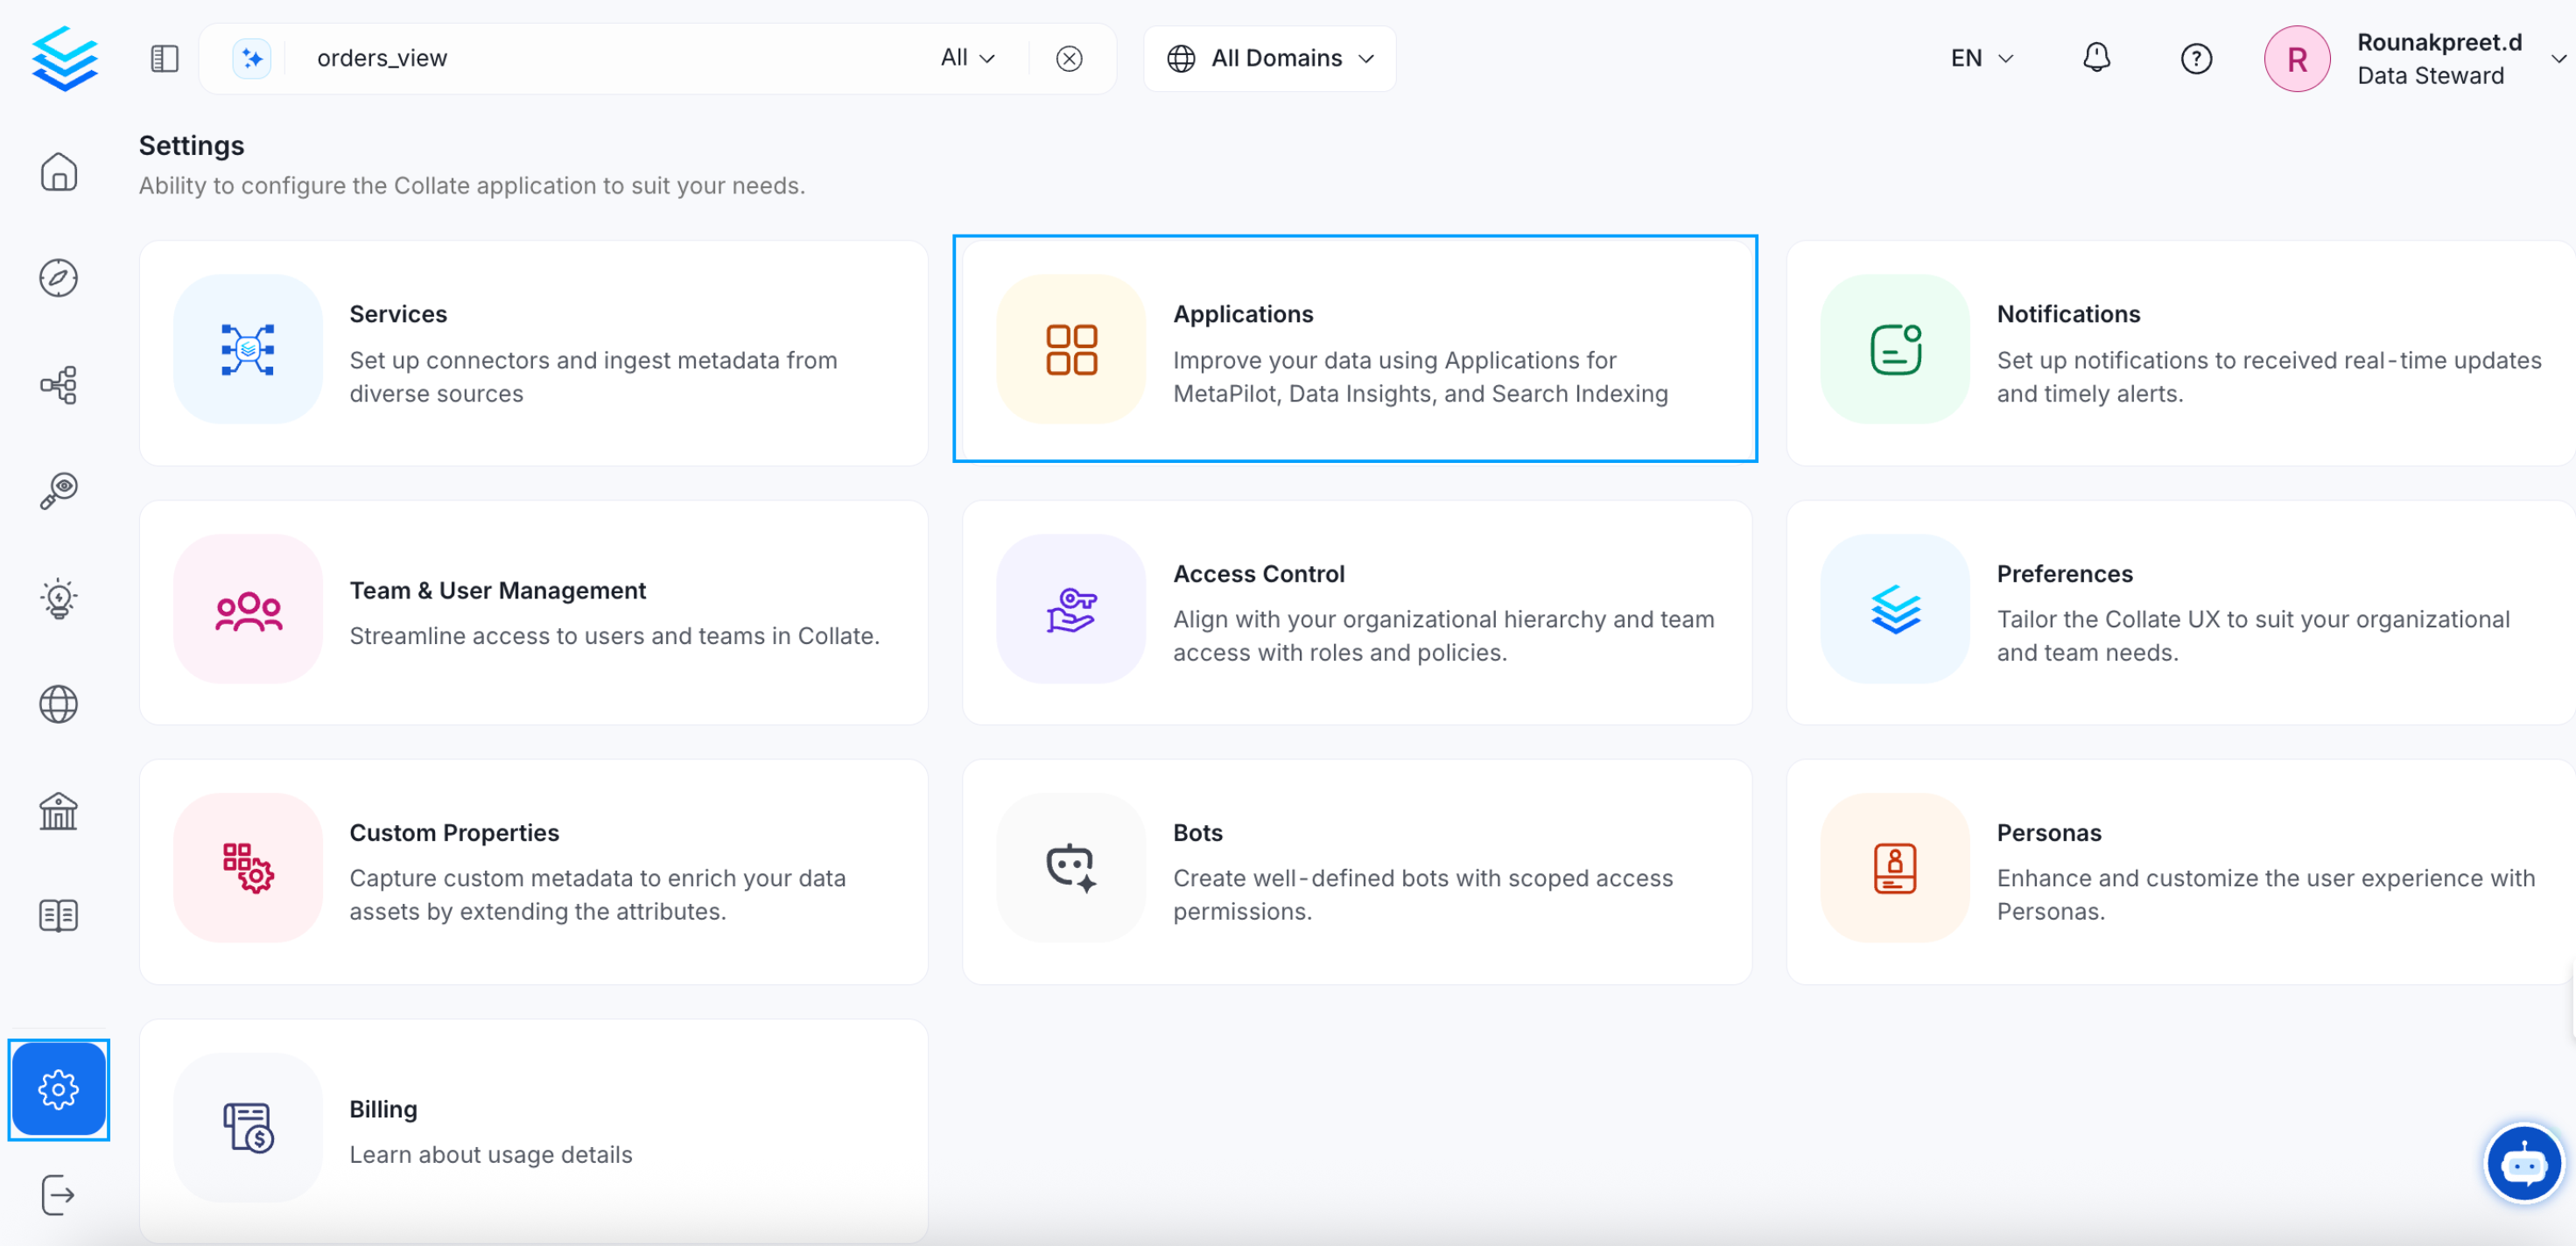 orders_view
All
All Domains
EN
R
Rounakpreet.d
Data Steward
Settings
Ability to configure the Collate application to suit your needs.
Services
Set up connectors and ingest metadata from
diverse sources
Applications
Improve your data using Applications for
MetaPilot, Data Insights, and Search Indexing
Notifications
Set up notifications to received real-time updates
and timely alerts.
Team & User Management
Streamline access to users and teams in Collate.
Access Control
Align with your organizational hierarchy and team
access with roles and policies.
Preferences
Tailor the Collate UX to suit your organizational
and team needs.
Custom Properties
Capture custom metadata to enrich your data
assets by extending the attributes.
Bots
Create well-defined bots with scoped access
permissions.
Personas
Enhance and customize the user experience with
Personas.
Billing
Learn about usage details